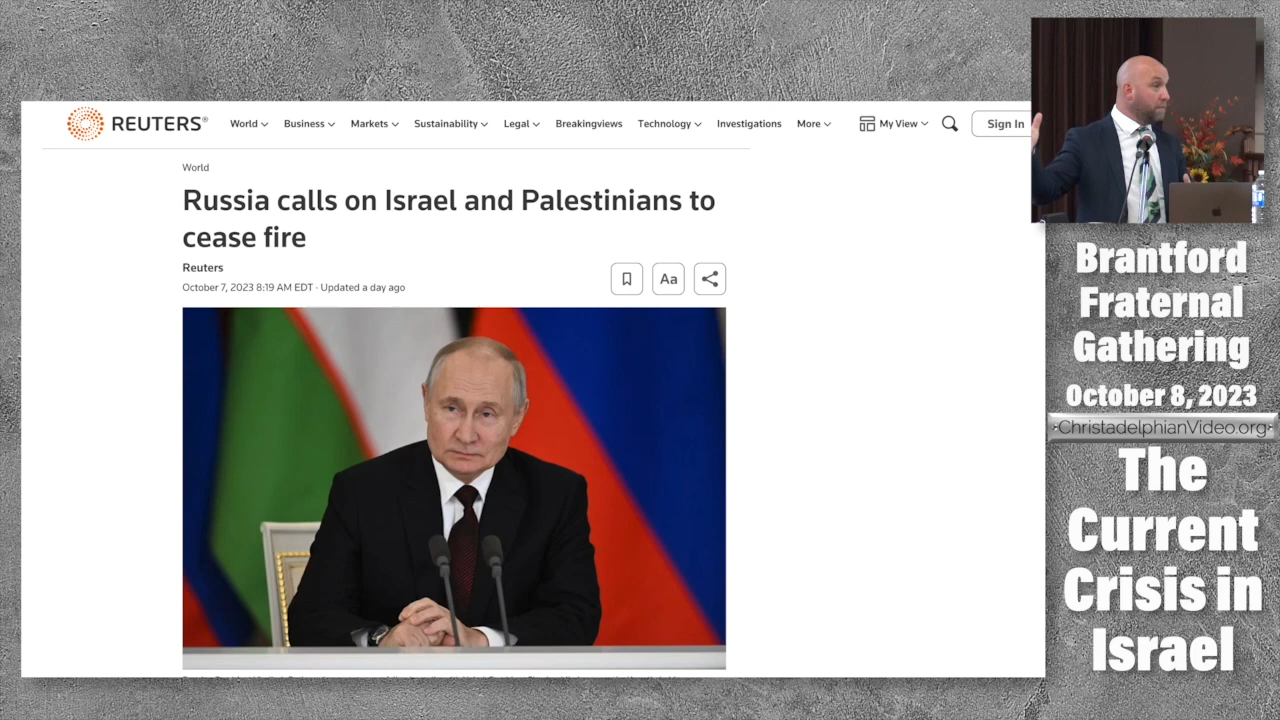 REUTERS®
World Business Markets Sustainability Legal Breakingviews Technology Investigations More My View Sign In
World
Russia calls on Israel and Palestinians to
cease fire
Reuters
October 7, 2023 8:19 AM EDT · Updated a day ago
Aa
Brantford
Fraternal
Gathering
October 8, 2023
ChristadelphianVideo.org
The
Current
Crisis in
Israel